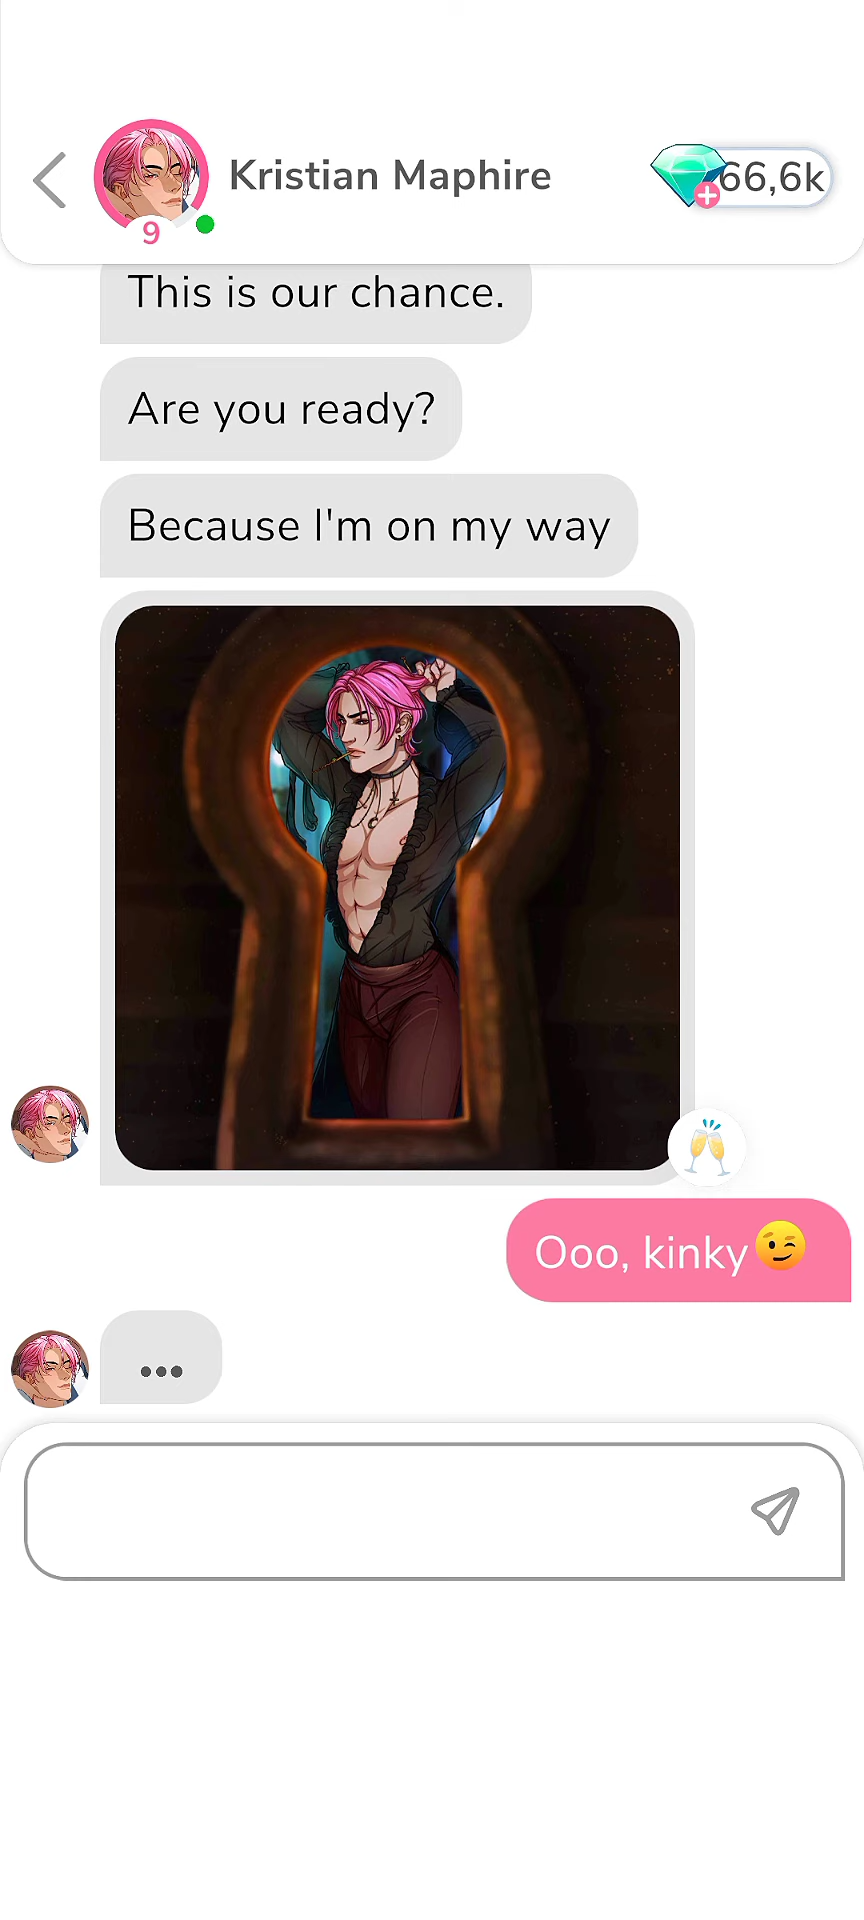 Kristian Maphire
66,6k
9
This is our chance.
Are you ready?
Because I'm on my way
Ooo, kinky😉